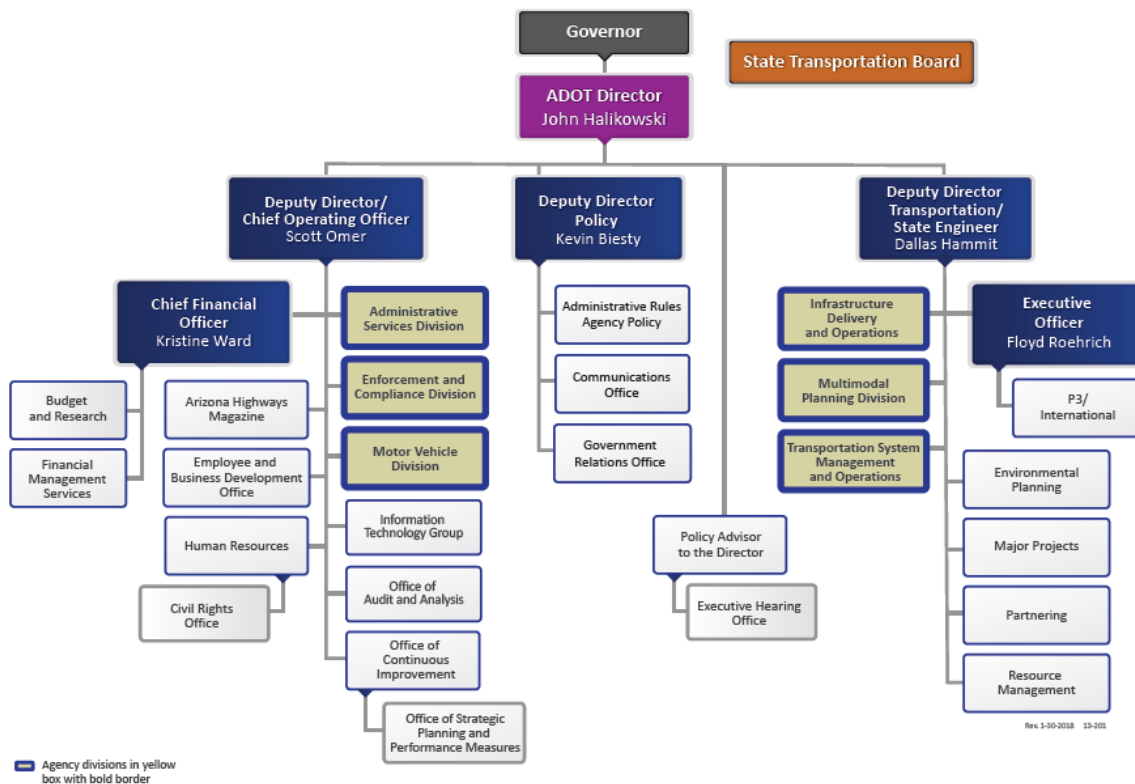 Governor
State Transportation Board
ADOT Director
John Halikowski
Deputy Director/
Chief Operating Officer
Scott Omer
Deputy Director
Policy
Kevin Biesty
Deputy Director
Transportation/
State Engineer
Dallas Hammit
Chief Financial
Officer
Kristine Ward
Administrative
Services Division
Administrative Rules
Agency Policy
Infrastructure
Delivery
and Operations
Executive
Officer
Floyd Roehrich
Budget
and Research
Arizona Highways
Magazine
Enforcement and
Compliance Division
Communications
Office
Multimodal
Planning Division
P3/
International
Financial
Management
Services
Employee and
Business Development
Office
Motor Vehicle
Division
Government
Relations Office
Transportation System
Management
and Operations
Environmental
Planning
Human Resources
Information
Technology Group
Policy Advisor
to the Director
Major Projects
Civil Rights
Office
Office of
Audit and Analysis
Executive Hearing
Office
Partnering
Office of
Continuous
Improvement
Resource
Management
Office of Strategic
Planning and
Performance Measures
Rev. 1-30-2018 13-201
Agency divisions in yellow
box with bold border